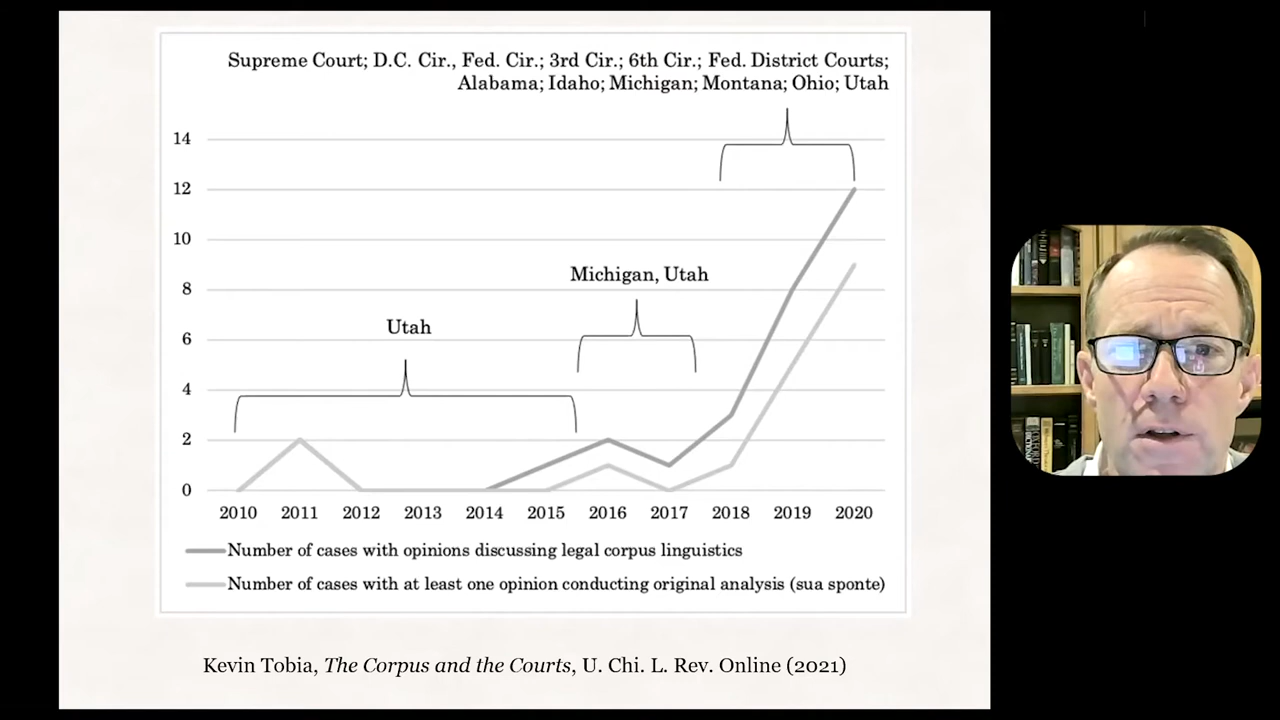 Supreme Court; D.C. Cir., Fed. Cir.; 3rd Cir.; 6th Cir.; Fed. District Courts;
Alabama; Idaho; Michigan; Montana; Ohio; Utah
14
12
10
8
6
4
2
0
Michigan, Utah
Utah
2010 2011 2012 2013 2014 2015 2016 2017 2018 2019 2020
Number of cases with opinions discussing legal corpus linguistics
Number of cases with at least one opinion conducting original analysis (sua sponte)
Kevin Tobia, The Corpus and the Courts, U. Chi. L. Rev. Online (2021)